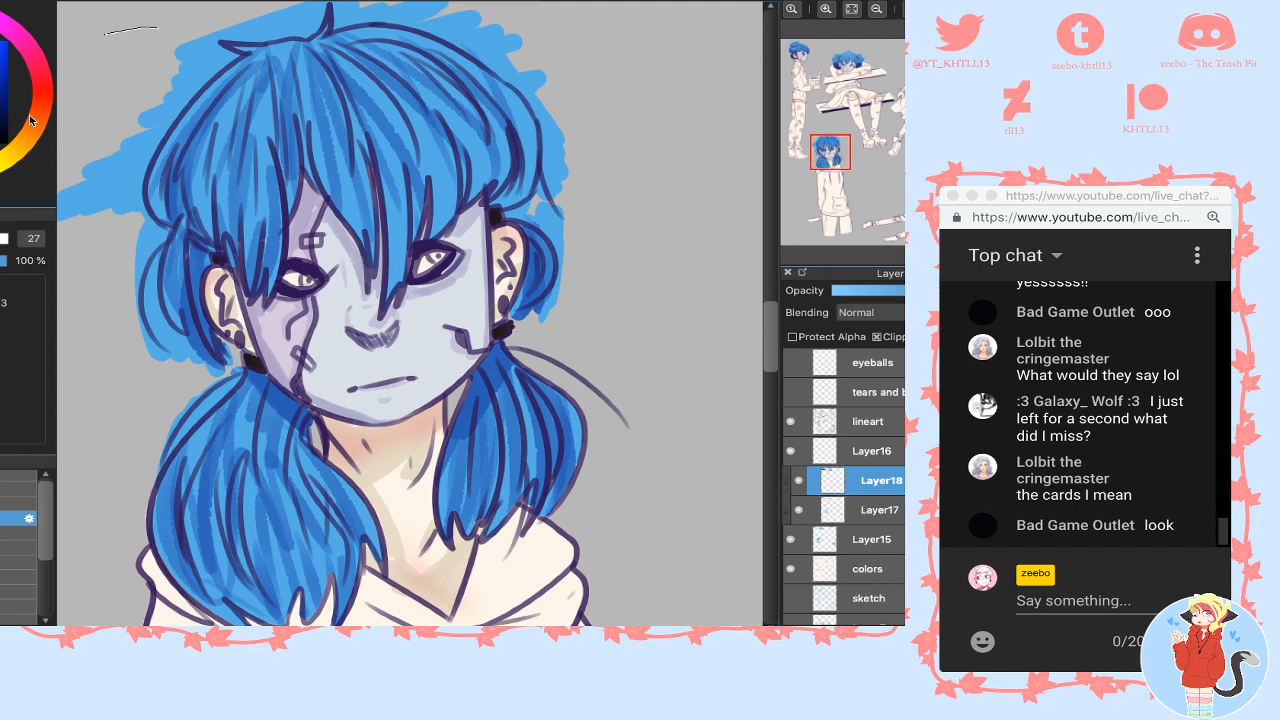 @YT_KHTLL13
zeebo-khtll13
zeebo - The Trash Pit
tll13
KHTLL13
27
100 %
3
Layer
Opacity
Blending Normal
Protect Alpha Clipp
eyeballs
tears and b
lineart
Layer16
Layer18
Layer17
Layer15
colors
sketch
https://www.youtube.com/live_chat?...
https://www.youtube.com/live_ch...
Top chat
yessssss!!
Bad Game Outlet ooo
Lolbit the
cringemaster
What would they say lol
:3 Galaxy_ Wolf :3 I just
left for a second what
did I miss?
Lolbit the
cringemaster
the cards I mean
Bad Game Outlet look
zeebo
Say something...
0/20